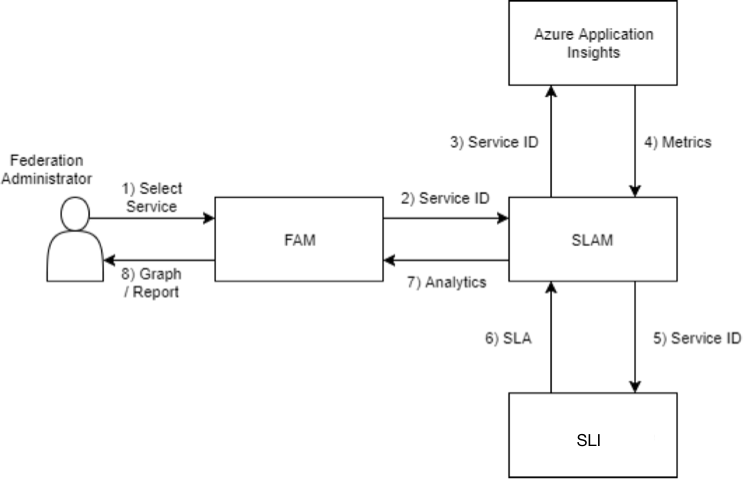 Azure Application
Insights
3) Service ID
4) Metrics
Federation
Administrator
1) Select
Service
2) Service ID
FAM
SLAM
8) Graph
/ Report
7) Analytics
6) SLA
5) Service ID
SLI